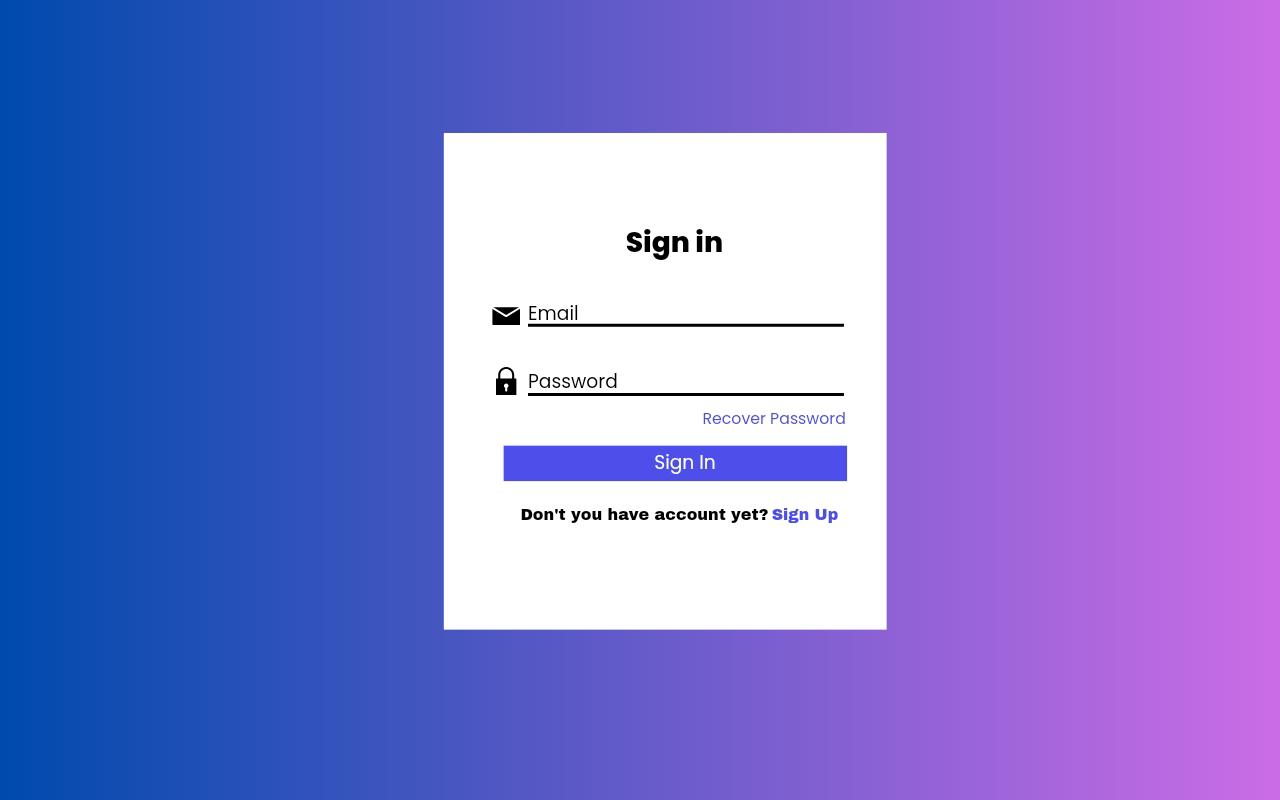 Sign in
Email
Password
Recover Password
Sign In
Don't you have account yet? Sign Up